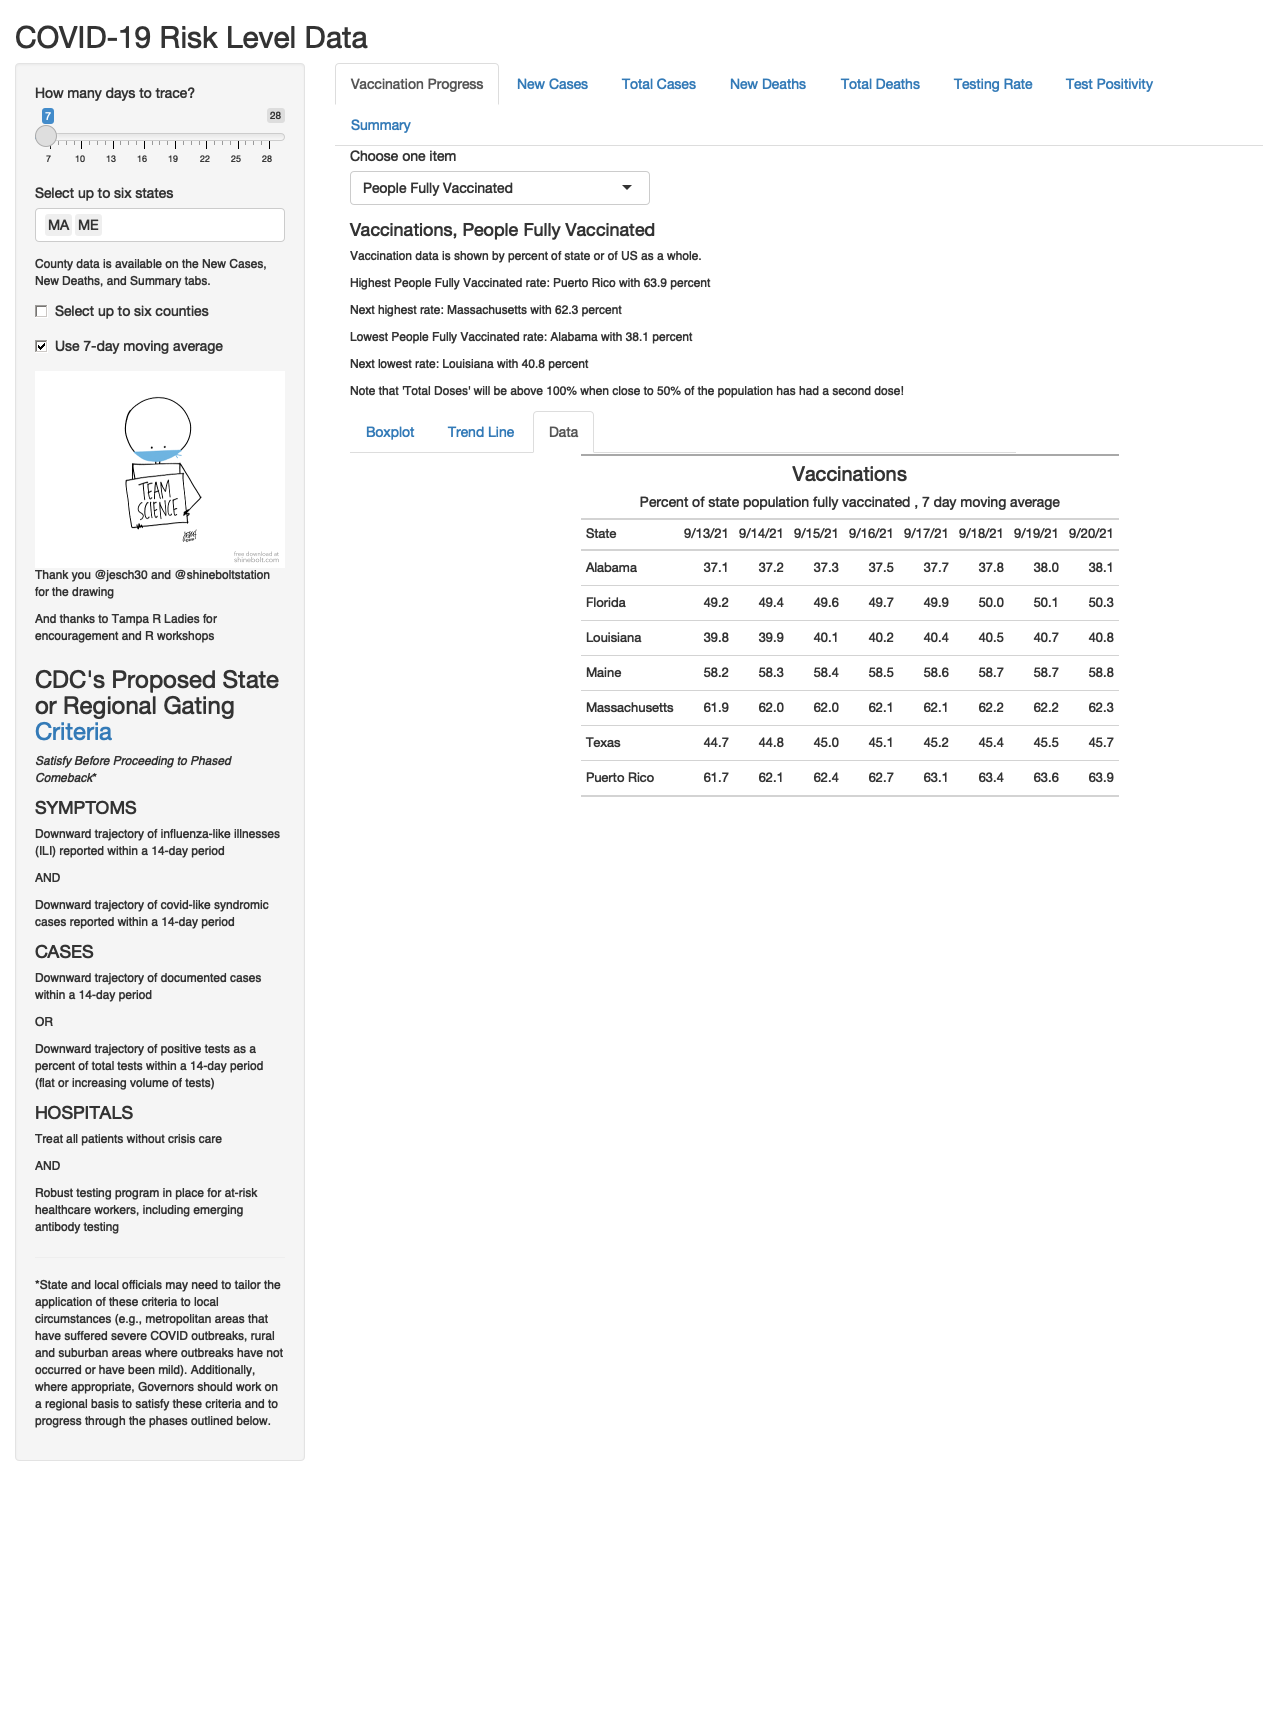 COVID-19 Risk Level Data
How many days to trace?
7 28
7 10 13 16 19 22 25 28
Select up to six states
MA ME
County data is available on the New Cases,
New Deaths, and Summary tabs.
Select up to six counties
Use 7-day moving average
TEAM
SCIENCE
free download at
shinebolt.com
Thank you @jesch30 and @shineboltstation
for the drawing
And thanks to Tampa R Ladies for
encouragement and R workshops
CDC's Proposed State
or Regional Gating
Criteria
Satisfy Before Proceeding to Phased
Comeback*
SYMPTOMS
Downward trajectory of influenza-like illnesses
(ILI) reported within a 14-day period
AND
Downward trajectory of covid-like syndromic
cases reported within a 14-day period
CASES
Downward trajectory of documented cases
within a 14-day period
OR
Downward trajectory of positive tests as a
percent of total tests within a 14-day period
(flat or increasing volume of tests)
HOSPITALS
Treat all patients without crisis care
AND
Robust testing program in place for at-risk
healthcare workers, including emerging
antibody testing
*State and local officials may need to tailor the
application of these criteria to local
circumstances (e.g., metropolitan areas that
have suffered severe COVID outbreaks, rural
and suburban areas where outbreaks have not
occurred or have been mild). Additionally,
where appropriate, Governors should work on
a regional basis to satisfy these criteria and to
progress through the phases outlined below.
Vaccination Progress New Cases Total Cases New Deaths Total Deaths Testing Rate Test Positivity
Summary
Choose one item
People Fully Vaccinated
Vaccinations, People Fully Vaccinated
Vaccination data is shown by percent of state or of US as a whole.
Highest People Fully Vaccinated rate: Puerto Rico with 63.9 percent
Next highest rate: Massachusetts with 62.3 percent
Lowest People Fully Vaccinated rate: Alabama with 38.1 percent
Next lowest rate: Louisiana with 40.8 percent
Note that 'Total Doses' will be above 100% when close to 50% of the population has had a second dose!
Boxplot Trend Line Data
Vaccinations
Percent of state population fully vaccinated , 7 day moving average
State 9/13/21 9/14/21 9/15/21 9/16/21 9/17/21 9/18/21 9/19/21 9/20/21
Alabama 37.1 37.2 37.3 37.5 37.7 37.8 38.0 38.1
Florida 49.2 49.4 49.6 49.7 49.9 50.0 50.1 50.3
Louisiana 39.8 39.9 40.1 40.2 40.4 40.5 40.7 40.8
Maine 58.2 58.3 58.4 58.5 58.6 58.7 58.7 58.8
Massachusetts 61.9 62.0 62.0 62.1 62.1 62.2 62.2 62.3
Texas 44.7 44.8 45.0 45.1 45.2 45.4 45.5 45.7
Puerto Rico 61.7 62.1 62.4 62.7 63.1 63.4 63.6 63.9